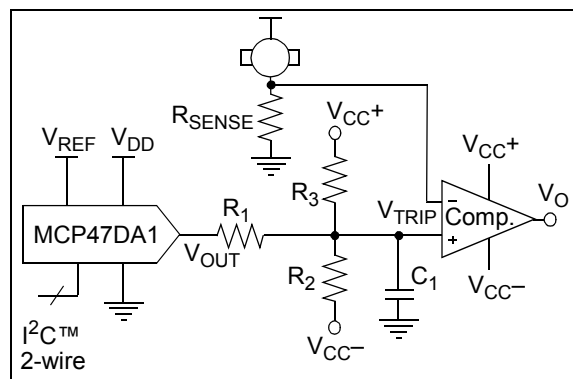 R_SENSE
V_CC+
V_REF V_DD
R_3
V_CC+
V_O
R_1
V_TRIP
Comp.
–
+
MCP47DA1
V_OUT
R_2
C_1
V_CC–
V_CC–
I²C™
2-wire